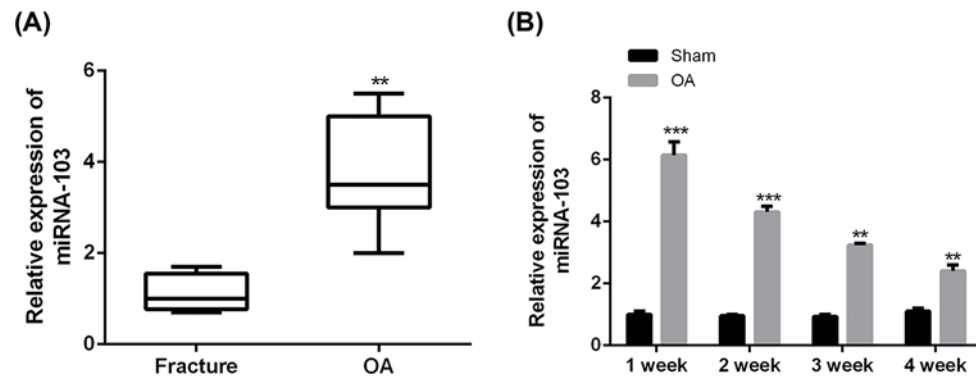 (A)
Relative expression of
miRNA-103
6
4
2
0
**
Fracture
OA
(B)
Sham
OA
Relative expression of
miRNA-103
8
6
4
2
0
***
***
**
**
1 week
2 week
3 week
4 week